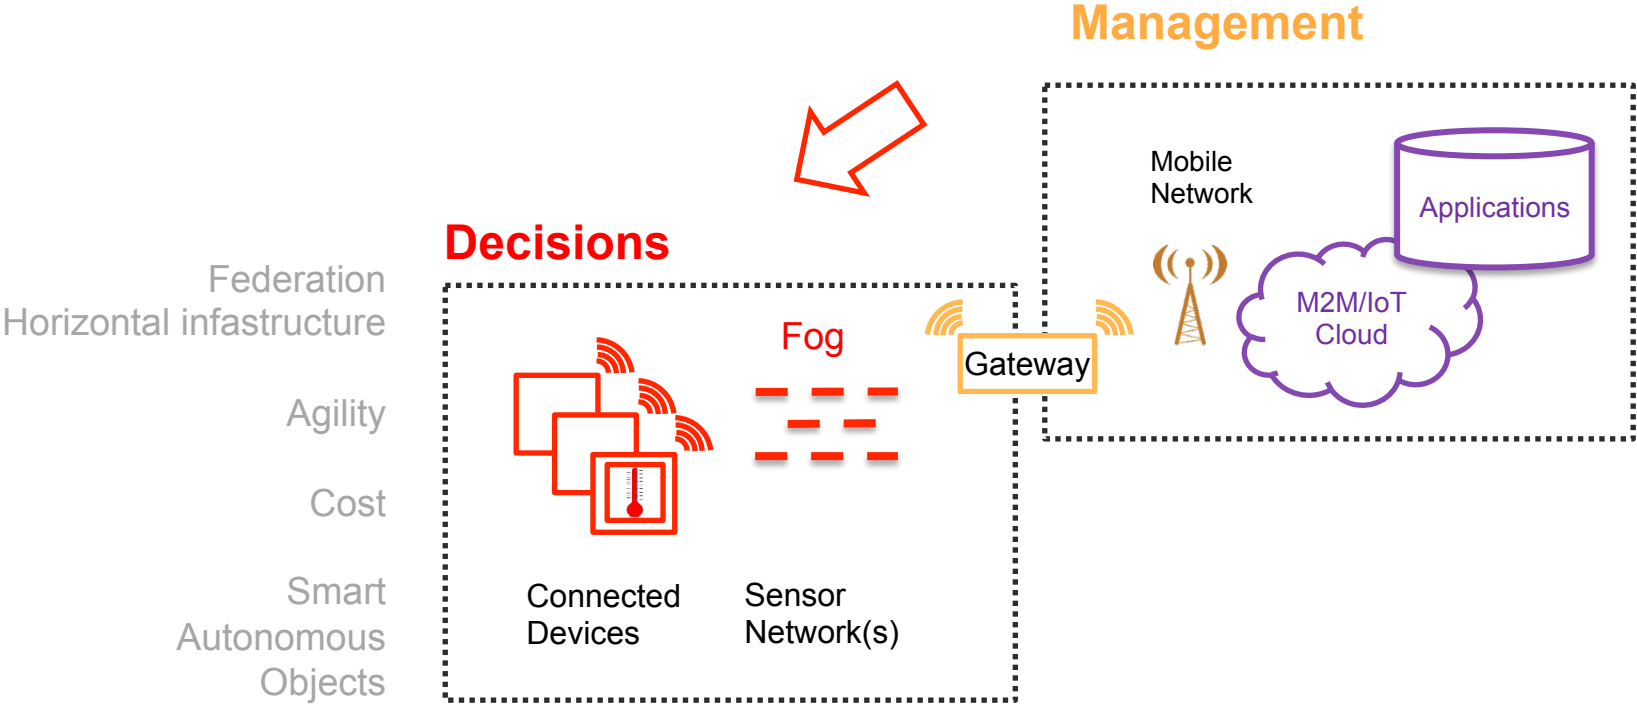 Management
Mobile
Network
Applications
M2M/IoT
Cloud
Decisions
Federation
Horizontal infastructure
Agility
Cost
Smart
Autonomous
Objects
Fog
Gateway
Connected
Devices
Sensor
Network(s)